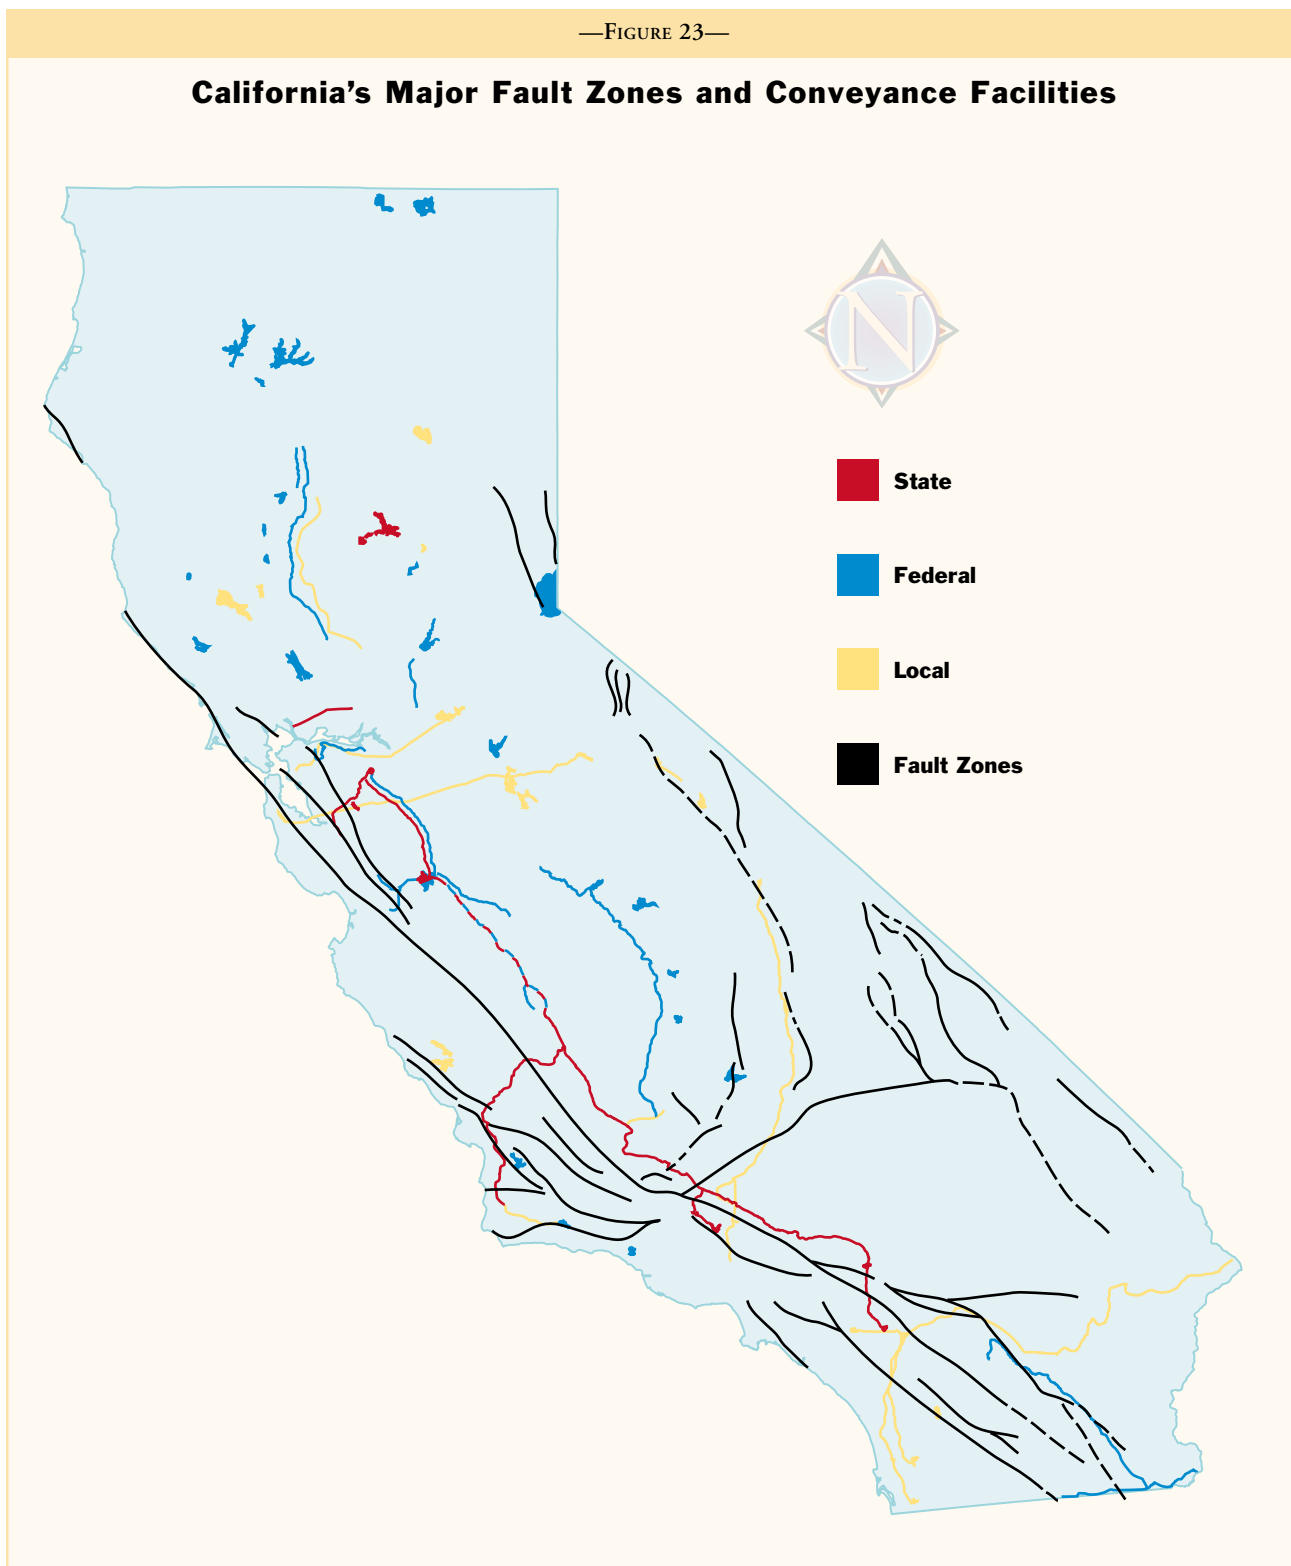 —Figure 23—
California's Major Fault Zones and Conveyance Facilities
N
State
Federal
Local
Fault Zones